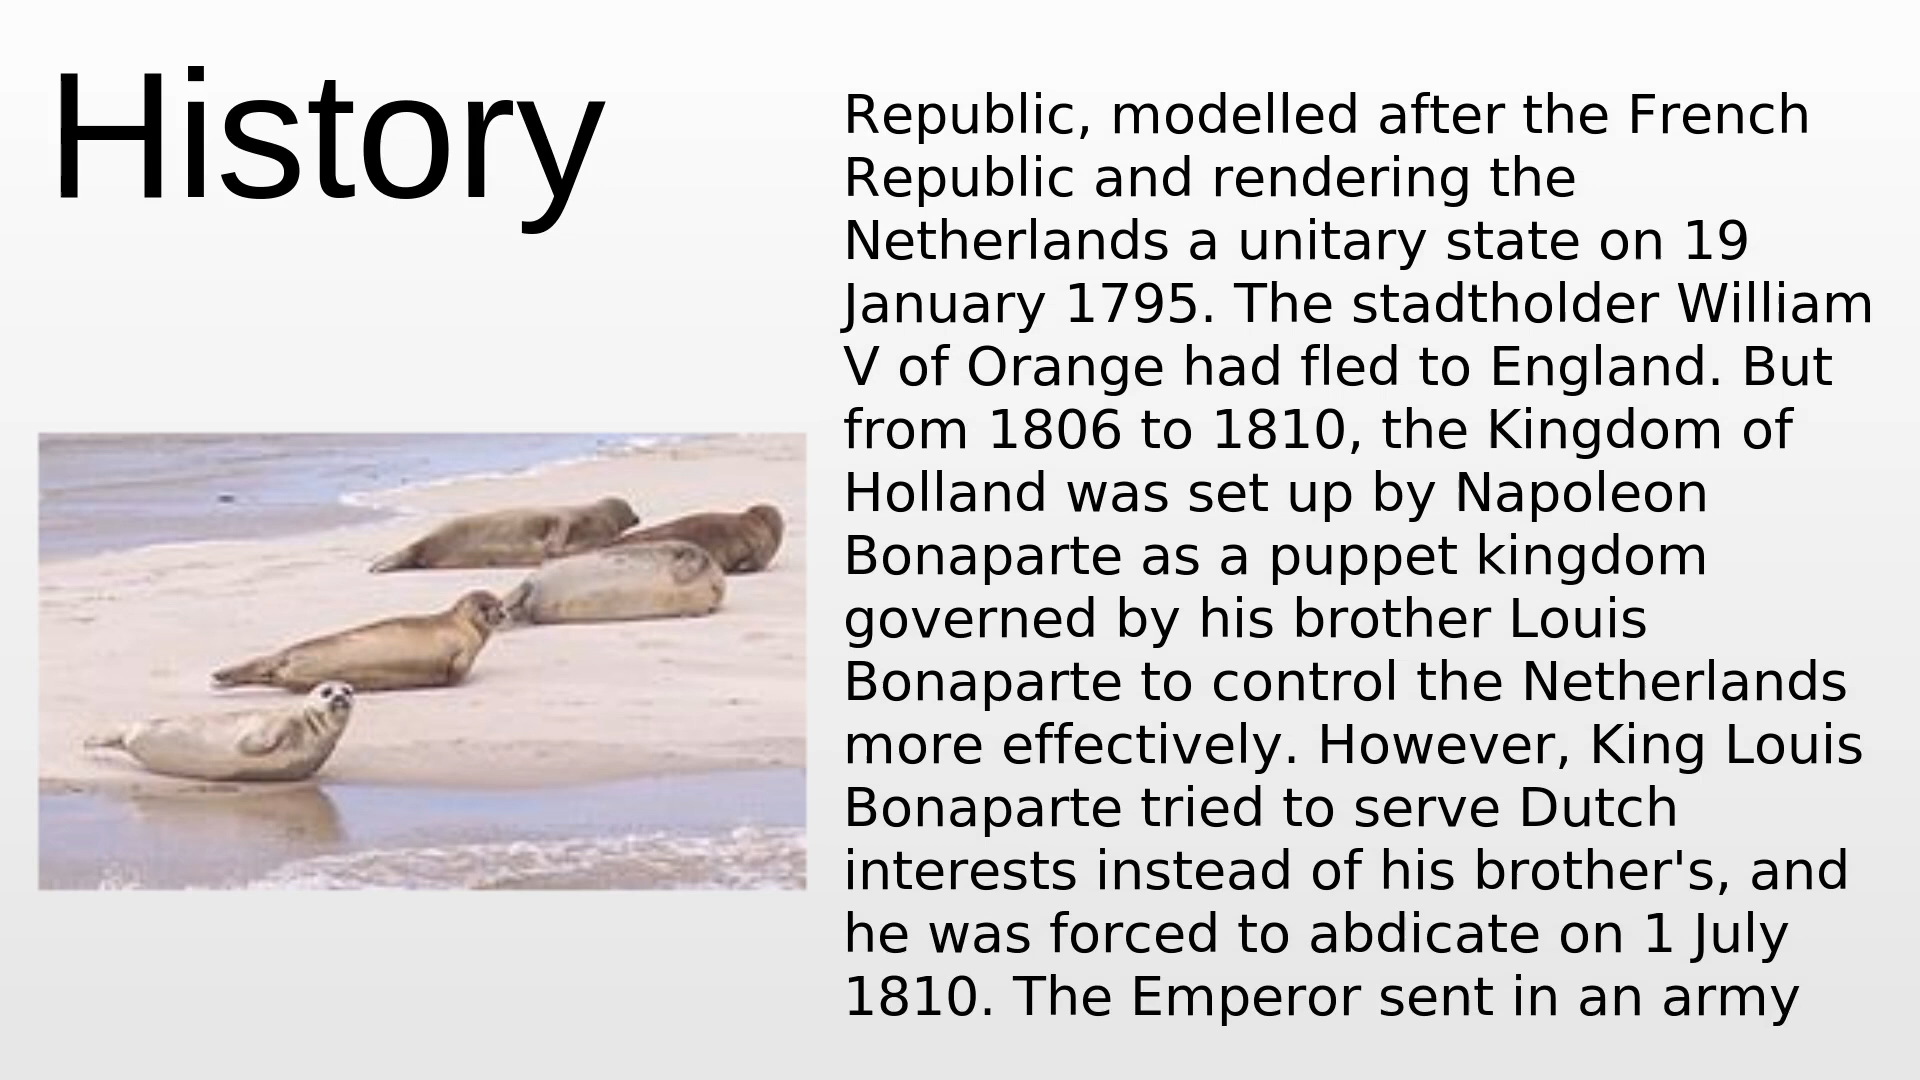 History
Republic, modelled after the French
Republic and rendering the
Netherlands a unitary state on 19
January 1795. The stadtholder William
V of Orange had fled to England. But
from 1806 to 1810, the Kingdom of
Holland was set up by Napoleon
Bonaparte as a puppet kingdom
governed by his brother Louis
Bonaparte to control the Netherlands
more effectively. However, King Louis
Bonaparte tried to serve Dutch
interests instead of his brother's, and
he was forced to abdicate on 1 July
1810. The Emperor sent in an army